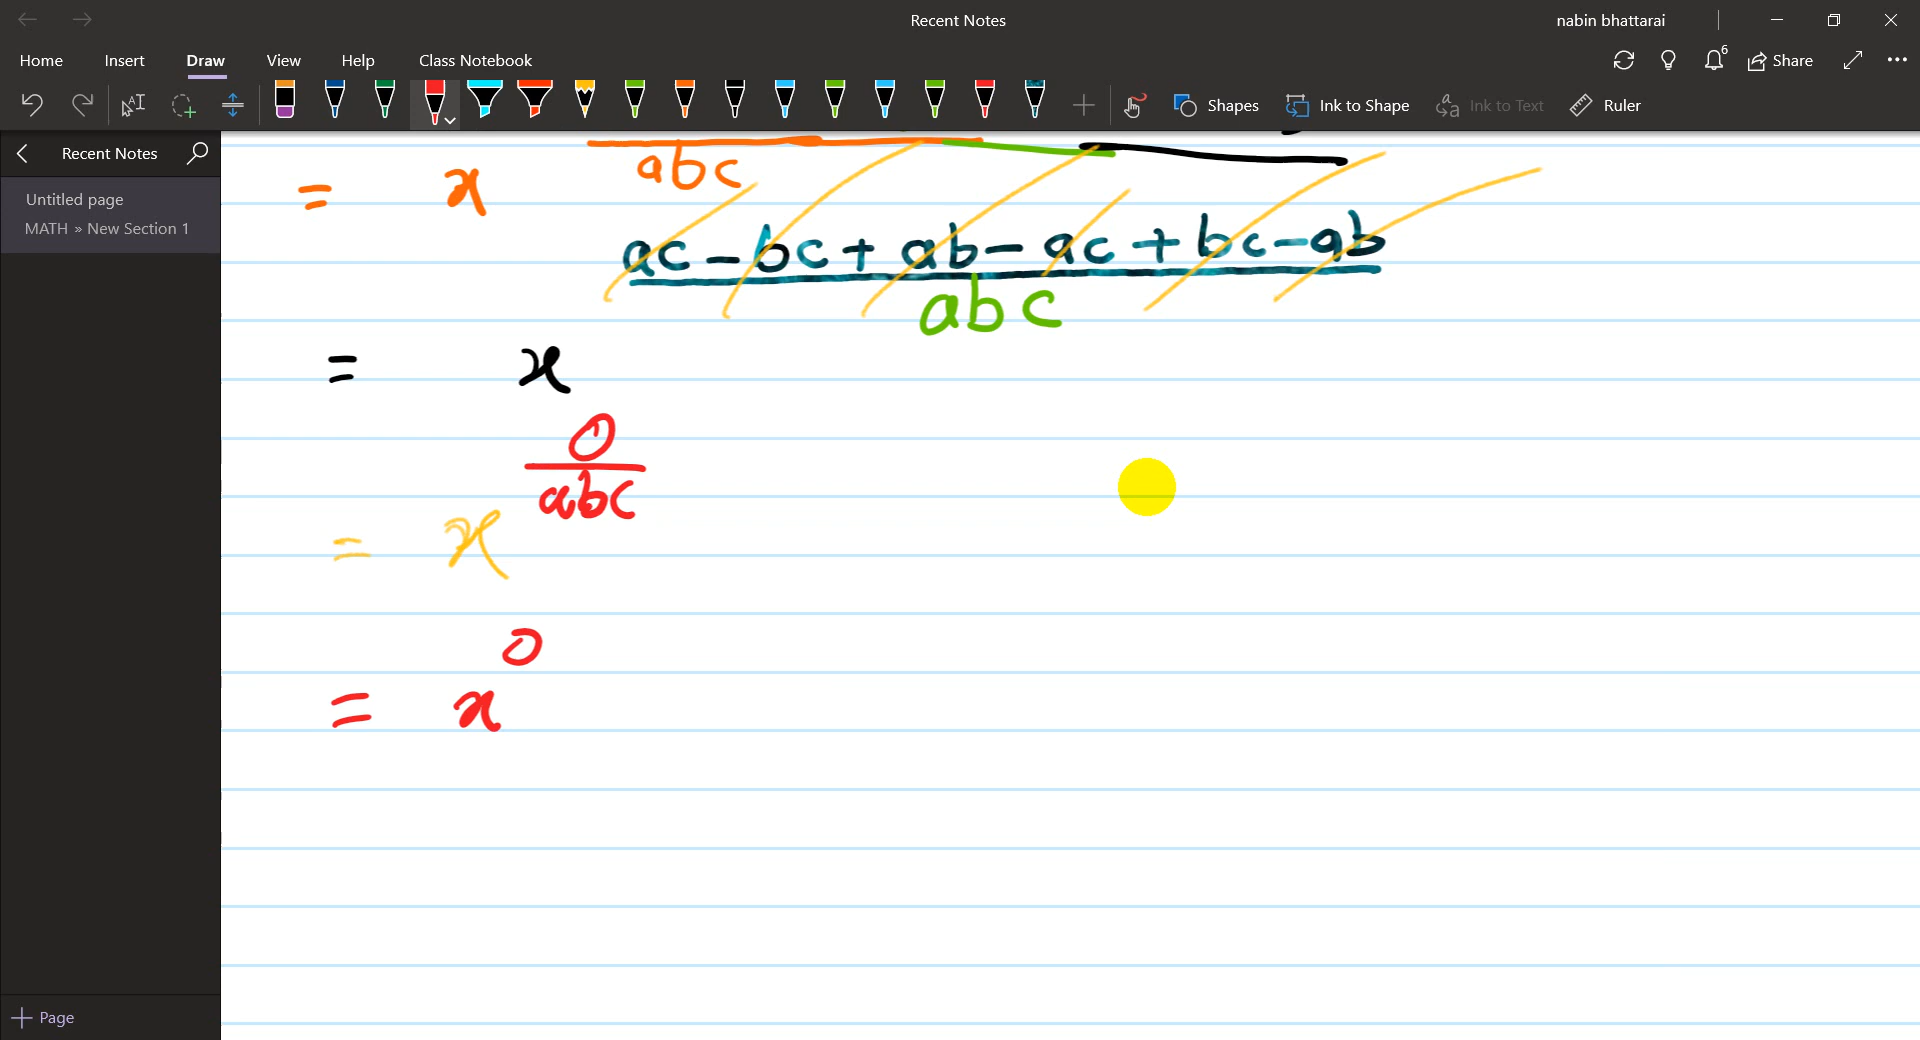 Recent Notes
nabin bhattarai
Home Insert Draw View Help Class Notebook
6
Share
Shapes Ink to Shape Ink to Text Ruler
Recent Notes
Untitled page
MATH » New Section 1
abc
= x
ac - bc + ab - ac + bc - ab
abc
= x
0
abc
= x
0
= x
Page